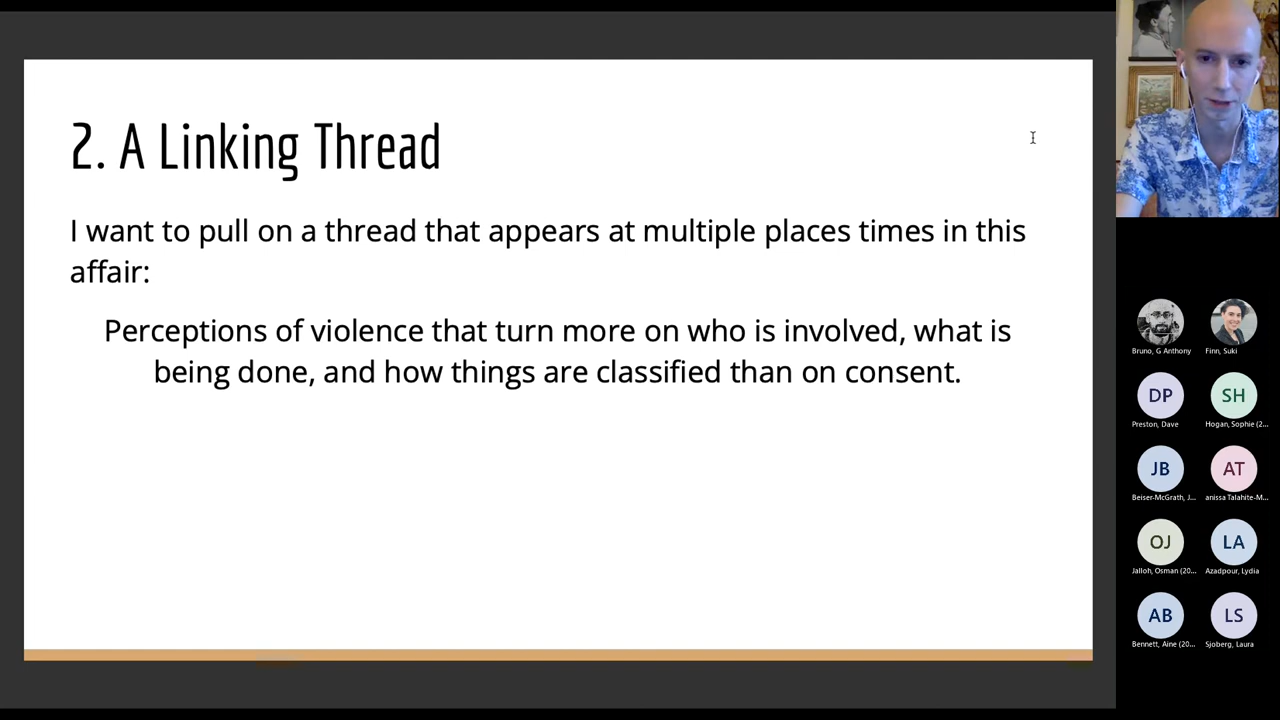 2. A Linking Thread
I want to pull on a thread that appears at multiple places times in this
affair:
Perceptions of violence that turn more on who is involved, what is
being done, and how things are classified than on consent.
Bruno, G Anthony
Finn, Suki
DP
SH
Preston, Dave
Hogan, Sophie (2...
JB
AT
Beiser-McGrath, J...
anissa Talahite-M...
OJ
LA
Jalloh, Osman (20...
Azadpour, Lydia
AB
LS
Bennett, Aine (20...
Sjoberg, Laura